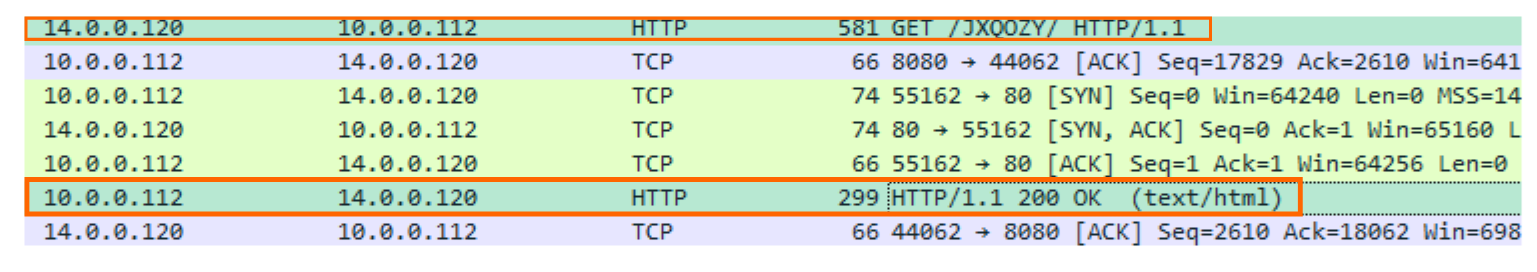 14.0.0.120 10.0.0.112 HTTP 581 GET /JXQOZY/ HTTP/1.1
10.0.0.112 14.0.0.120 TCP 66 8080 → 44062 [ACK] Seq=17829 Ack=2610 Win=641
10.0.0.112 14.0.0.120 TCP 74 55162 → 80 [SYN] Seq=0 Win=64240 Len=0 MSS=14
14.0.0.120 10.0.0.112 TCP 74 80 → 55162 [SYN, ACK] Seq=0 Ack=1 Win=65160 L
10.0.0.112 14.0.0.120 TCP 66 55162 → 80 [ACK] Seq=1 Ack=1 Win=64256 Len=0
10.0.0.112 14.0.0.120 HTTP 299 HTTP/1.1 200 OK (text/html)
14.0.0.120 10.0.0.112 TCP 66 44062 → 8080 [ACK] Seq=2610 Ack=18062 Win=698